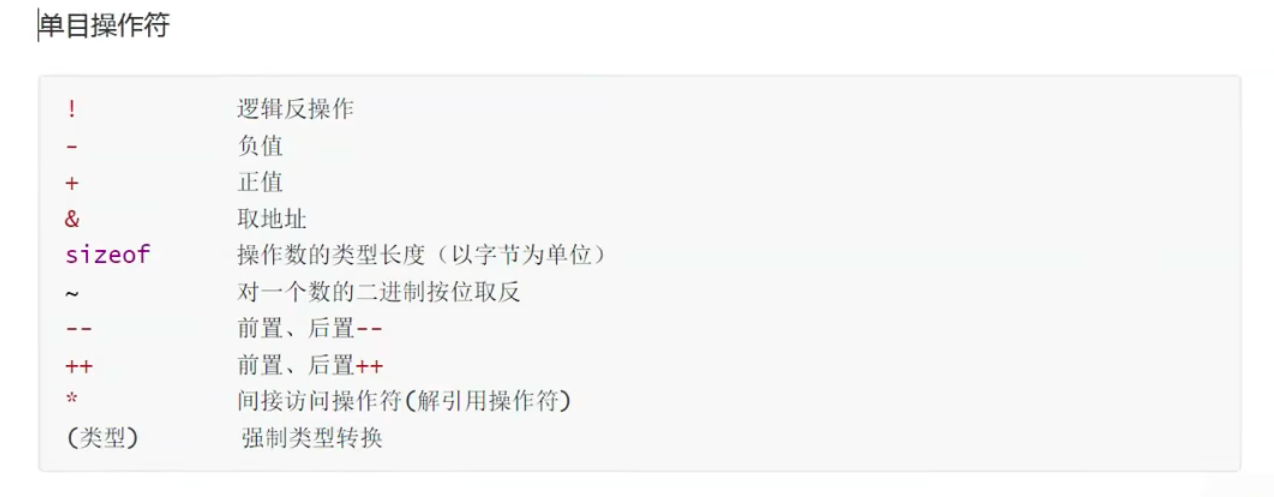 单目操作符
! 逻辑反操作
- 负值
+ 正值
& 取地址
sizeof 操作数的类型长度（以字节为单位）
~ 对一个数的二进制按位取反
-- 前置、后置--
++ 前置、后置++
* 间接访问操作符(解引用操作符)
(类型) 强制类型转换